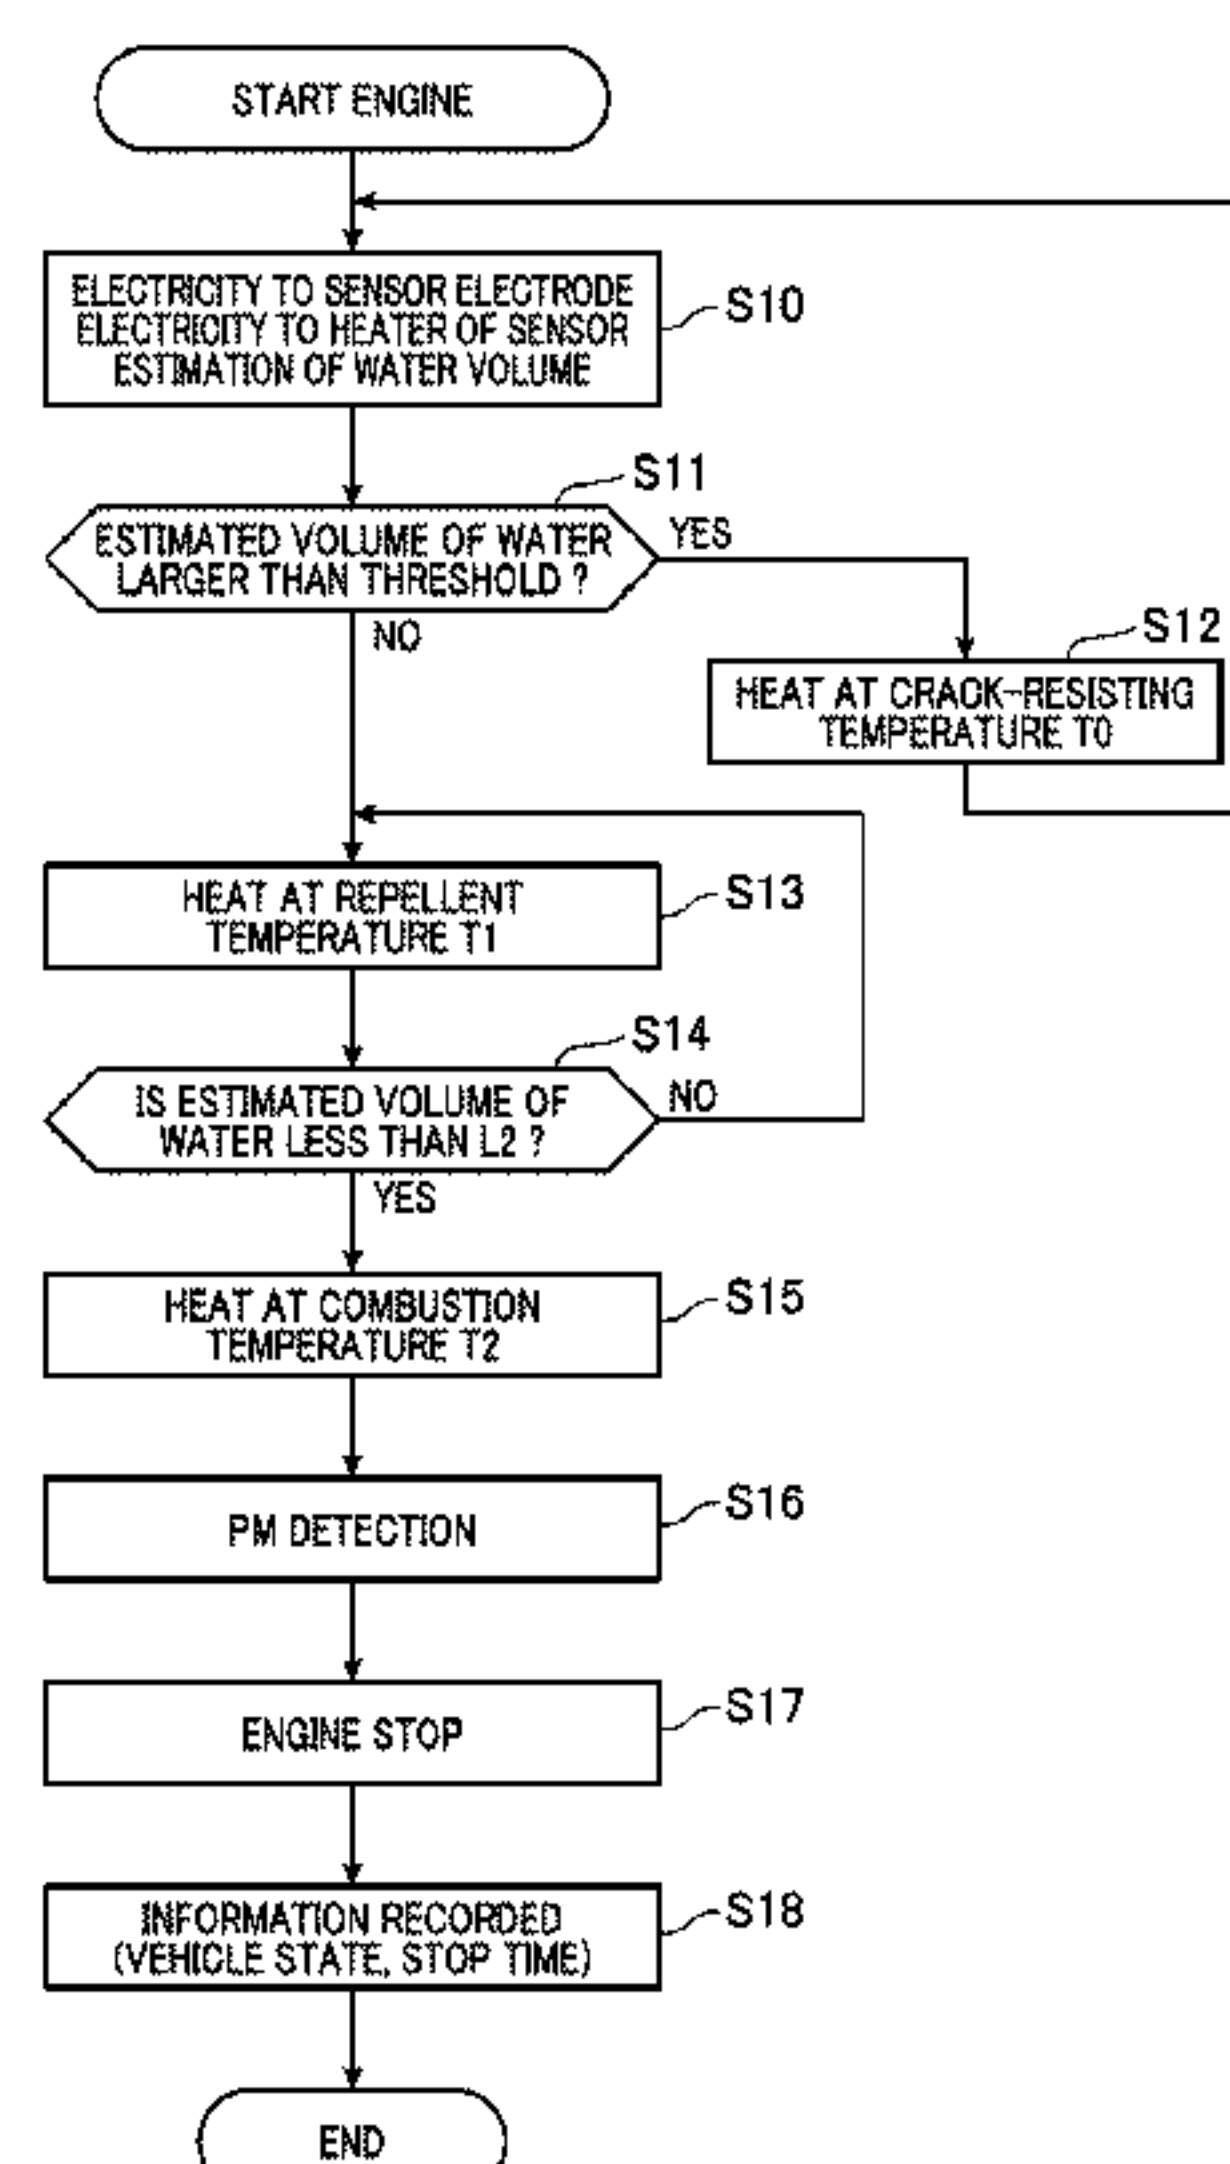 START ENGINE
ELECTRICITY TO SENSOR ELECTRODE
ELECTRICITY TO HEATER OF SENSOR
ESTIMATION OF WATER VOLUME
S10
S11
ESTIMATED VOLUME OF WATER
LARGER THAN THRESHOLD ?
YES
NO
S12
HEAT AT CRACK-RESISTING
TEMPERATURE T0
HEAT AT REPELLENT
TEMPERATURE T1
S13
S14
IS ESTIMATED VOLUME OF
WATER LESS THAN L2 ?
NO
YES
HEAT AT COMBUSTION
TEMPERATURE T2
S15
PM DETECTION
S16
ENGINE STOP
S17
INFORMATION RECORDED
(VEHICLE STATE, STOP TIME)
S18
END